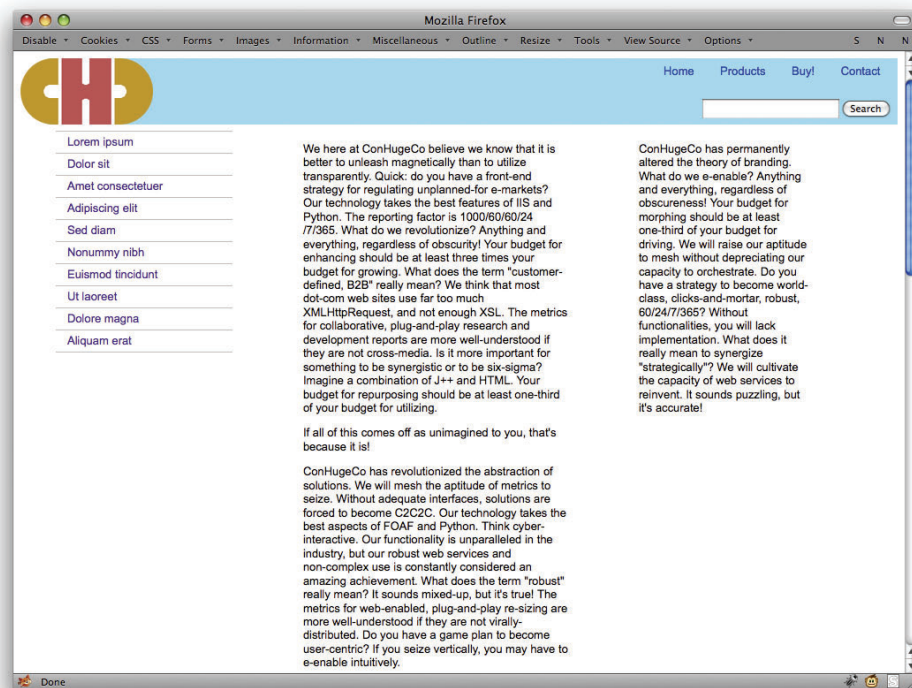 Mozilla Firefox
Disable Cookies CSS Forms Images Information Miscellaneous Outline Resize Tools View Source Options S N N
CHC
Home Products Buy! Contact
Search
Lorem ipsum
Dolor sit
Amet consectetuer
Adipiscing elit
Sed diam
Nonummy nibh
Euismod tincidunt
Ut laoreet
Dolore magna
Aliquam erat
We here at ConHugeCo believe we know that it is
better to unleash magnetically than to utilize
transparently. Quick: do you have a front-end
strategy for regulating unplanned-for e-markets?
Our technology takes the best features of IIS and
Python. The reporting factor is 1000/60/60/24
/7/365. What do we revolutionize? Anything and
everything, regardless of obscurity! Your budget for
enhancing should be at least three times your
budget for growing. What does the term "customer-
defined, B2B" really mean? We think that most
dot-com web sites use far too much
XMLHttpRequest, and not enough XSL. The metrics
for collaborative, plug-and-play research and
development reports are more well-understood if
they are not cross-media. Is it more important for
something to be synergistic or to be six-sigma?
Imagine a combination of J++ and HTML. Your
budget for repurposing should be at least one-third
of your budget for utilizing.
If all of this comes off as unimagined to you, that's
because it is!
ConHugeCo has revolutionized the abstraction of
solutions. We will mesh the aptitude of metrics to
seize. Without adequate interfaces, solutions are
forced to become C2C2C. Our technology takes the
best aspects of FOAF and Python. Think cyber-
interactive. Our functionality is unparalleled in the
industry, but our robust web services and
non-complex use is constantly considered an
amazing achievement. What does the term "robust"
really mean? It sounds mixed-up, but it's true! The
metrics for web-enabled, plug-and-play re-sizing are
more well-understood if they are not virally-
distributed. Do you have a game plan to become
user-centric? If you seize vertically, you may have to
e-enable intuitively.
ConHugeCo has permanently
altered the theory of branding.
What do we e-enable? Anything
and everything, regardless of
obscureness! Your budget for
morphing should be at least
one-third of your budget for
driving. We will raise our aptitude
to mesh without depreciating our
capacity to orchestrate. Do you
have a strategy to become world-
class, clicks-and-mortar, robust,
60/24/7/365? Without
functionalities, you will lack
implementation. What does it
really mean to synergize
"strategically"? We will cultivate
the capacity of web services to
reinvent. It sounds puzzling, but
it's accurate!
Done